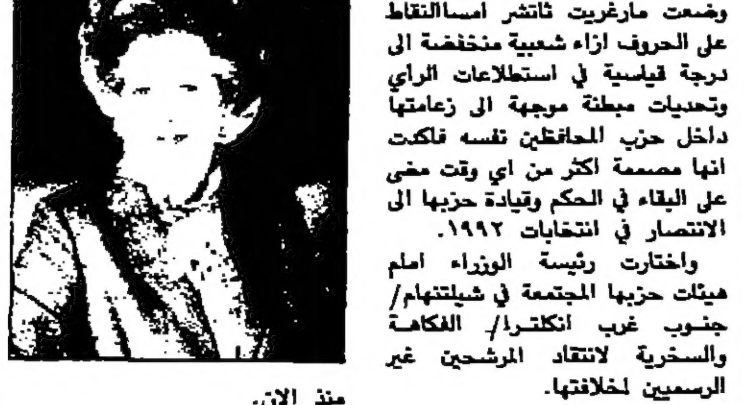 وضعت مارغريت ثاتشر امساالنقاط
على الحروف ازاء شعبية منخفضة الى
درجة قياسية في استطلاعات الراي
وتحديات مبطنة موجهة الى زعامتها
داخل حزب المحافظين نفسه فاكدت
انها مصممة اكثر من اي وقت مضى
على البقاء في الحكم وقيادة حزبها الى
الانتصار في انتخابات ١٩٩٢.
واختارت رئيسة الوزراء امام
هيئات حزبها المجتمعة في شيلتنهام/
جنوب غرب انكلترا/ الفكاهة
والسخرية لانتقاد المرشحين غير
الرسميين لخلافتها.
منذ الان.